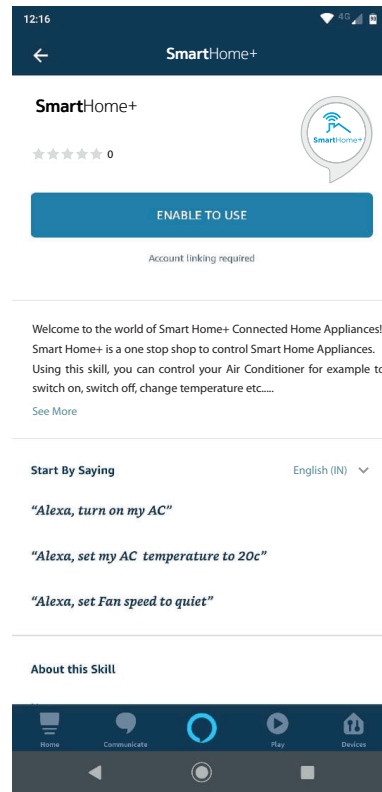 12:16
4G
SmartHome+
SmartHome+
SmartHome+
0
ENABLE TO USE
Account linking required
Welcome to the world of Smart Home+ Connected Home Appliances!
Smart Home+ is a one stop shop to control Smart Home Appliances.
Using this skill, you can control your Air Conditioner for example to
switch on, switch off, change temperature etc.....
See More
Start By Saying
English (IN)
“Alexa, turn on my AC”
“Alexa, set my AC temperature to 20c”
“Alexa, set Fan speed to quiet”
About this Skill
Home
Communicate
Play
Devices